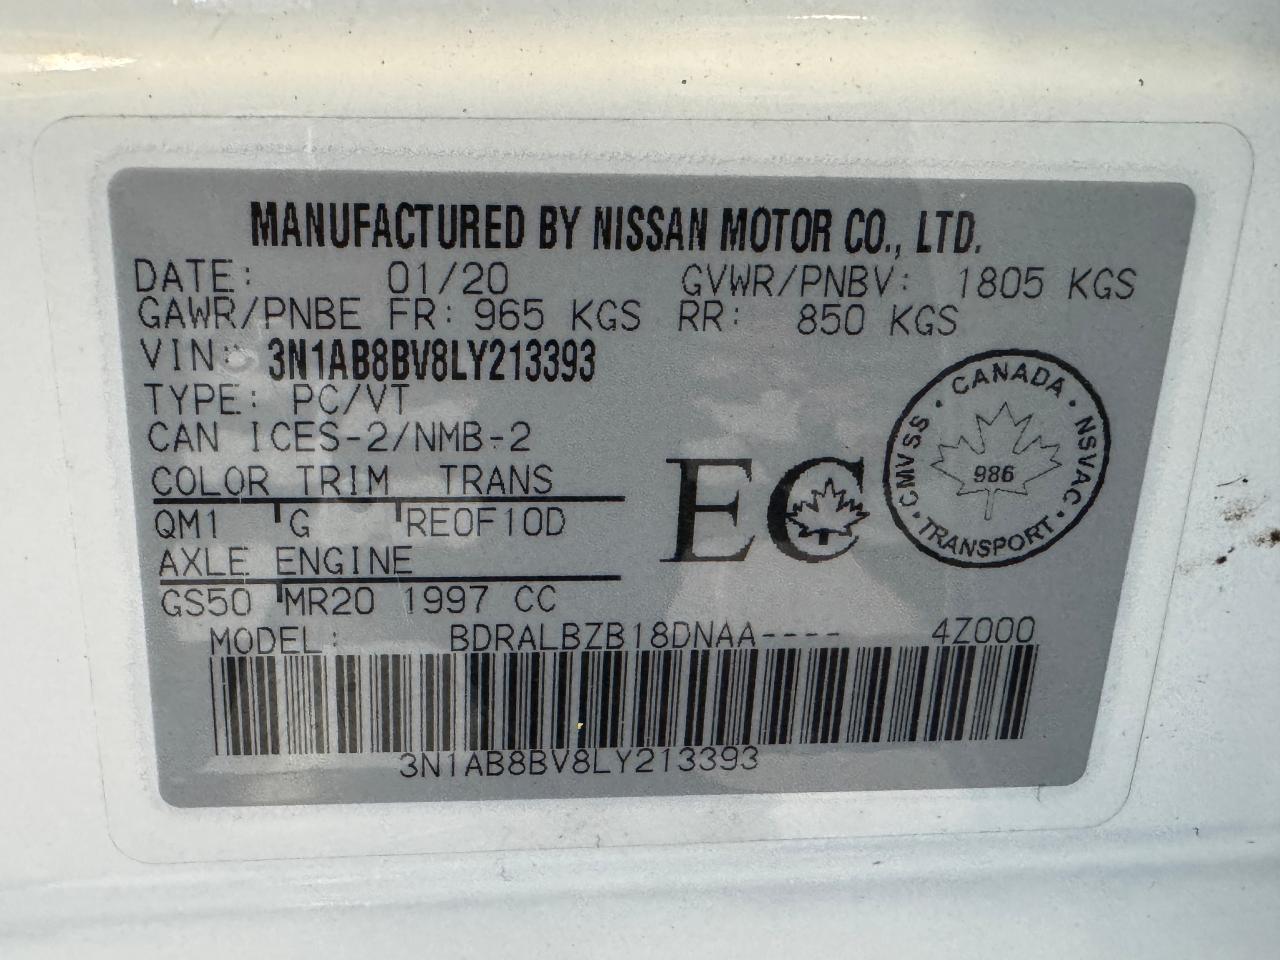 MANUFACTURED BY NISSAN MOTOR CO., LTD.
DATE: 01/20 GVWR/PNBV: 1805 KGS
GAWR/PNBE FR: 965 KGS RR: 850 KGS
VIN: 3N1AB8BV8LY213393
TYPE: PC/VT
CAN ICES-2/NMB-2
COLOR TRIM TRANS
QM1 G RE0F10D
AXLE ENGINE
GS50 MR20 1997 CC
EC
CANADA · NSVAC · TRANSPORT · CMVSS ·
986
MODEL: BDRALBZB18DNAA---- 4Z000
3N1AB8BV8LY213393